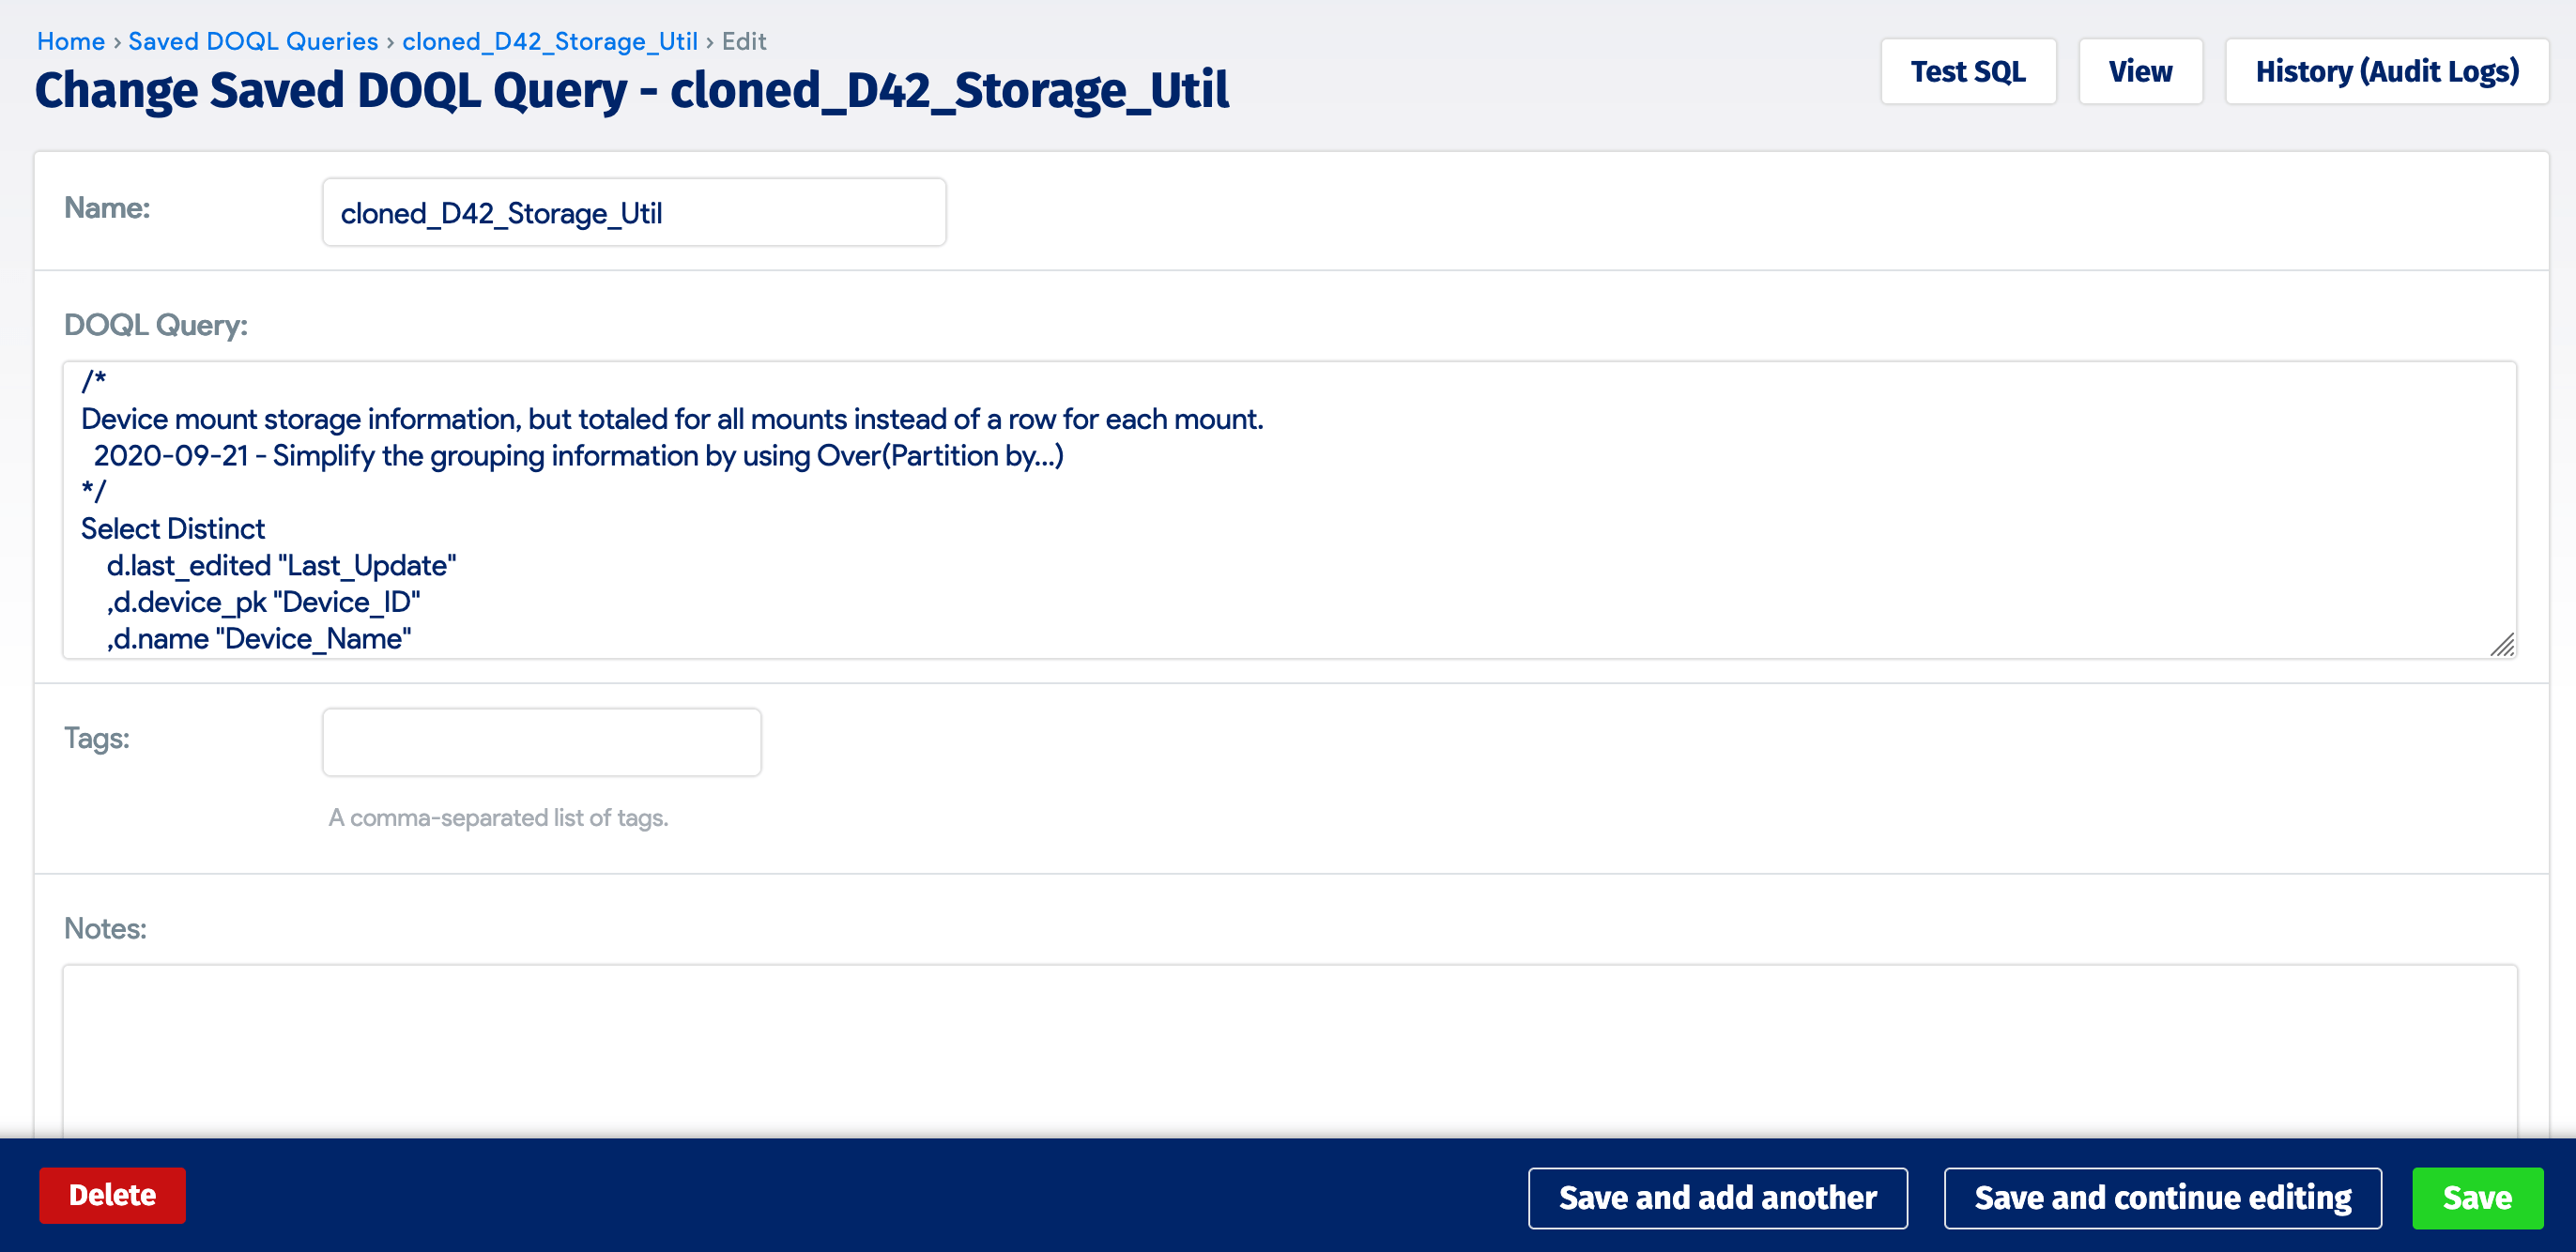 Home › Saved DOQL Queries › cloned_D42_Storage_Util › Edit
Change Saved DOQL Query - cloned_D42_Storage_Util
Test SQL
View
History (Audit Logs)
Name:
cloned_D42_Storage_Util
DOQL Query:
/*
Device mount storage information, but totaled for all mounts instead of a row for each mount.
2020-09-21 - Simplify the grouping information by using Over(Partition by...)
*/
Select Distinct
d.last_edited "Last_Update"
,d.device_pk "Device_ID"
,d.name "Device_Name"
Tags:
A comma-separated list of tags.
Notes:
Delete
Save and add another
Save and continue editing
Save